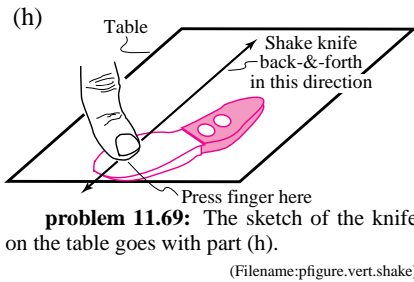 (h)
Table
Shake knife
back-&-forth
in this direction
Press finger here
problem 11.69: The sketch of the knife
on the table goes with part (h).
(Filename:pfigure.vert.shake)